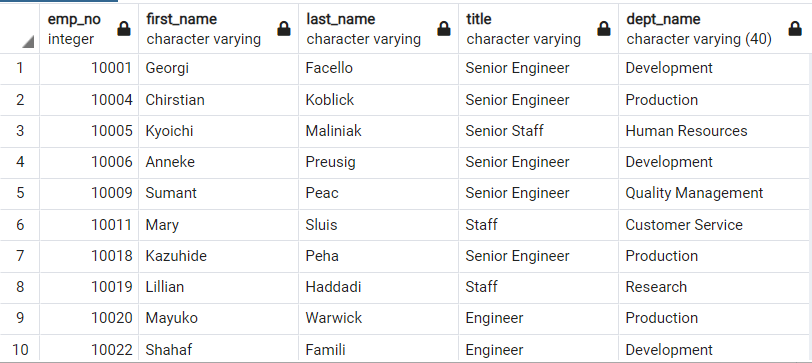 emp_no first_name last_name title dept_name
integer character varying character varying character varying character varying (40)
1 10001 Georgi Facello Senior Engineer Development
2 10004 Chirstian Koblick Senior Engineer Production
3 10005 Kyoichi Maliniak Senior Staff Human Resources
4 10006 Anneke Preusig Senior Engineer Development
5 10009 Sumant Peac Senior Engineer Quality Management
6 10011 Mary Sluis Staff Customer Service
7 10018 Kazuhide Peha Senior Engineer Production
8 10019 Lillian Haddadi Staff Research
9 10020 Mayuko Warwick Engineer Production
10 10022 Shahaf Famili Engineer Development